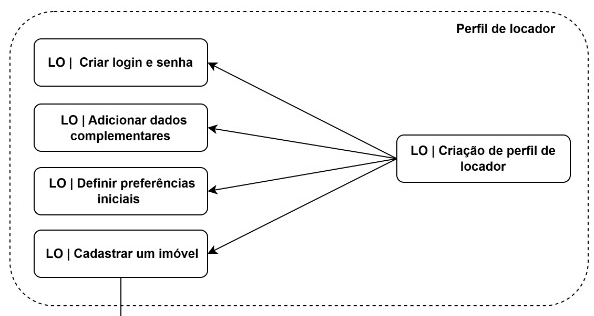 Perfil de locador
LO | Criar login e senha
LO | Adicionar dados
complementares
LO | Definir preferências
iniciais
LO | Cadastrar um imóvel
LO | Criação de perfil de
locador